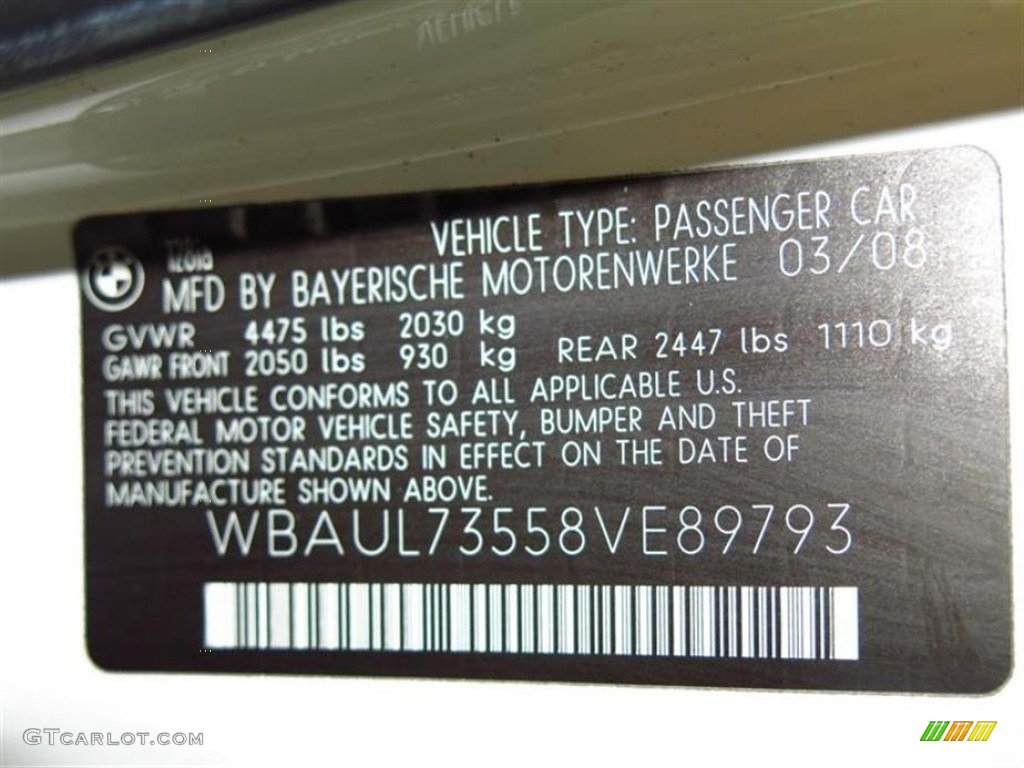 VEHICLE TYPE: PASSENGER CAR
MFD BY BAYERISCHE MOTORENWERKE 03/08
GVWR 4475 lbs 2030 kg
GAWR FRONT 2050 lbs 930 kg REAR 2447 lbs 1110 kg
THIS VEHICLE CONFORMS TO ALL APPLICABLE U.S.
FEDERAL MOTOR VEHICLE SAFETY, BUMPER AND THEFT
PREVENTION STANDARDS IN EFFECT ON THE DATE OF
MANUFACTURE SHOWN ABOVE.
WBAUL73558VE89793
GTCARLOT.COM